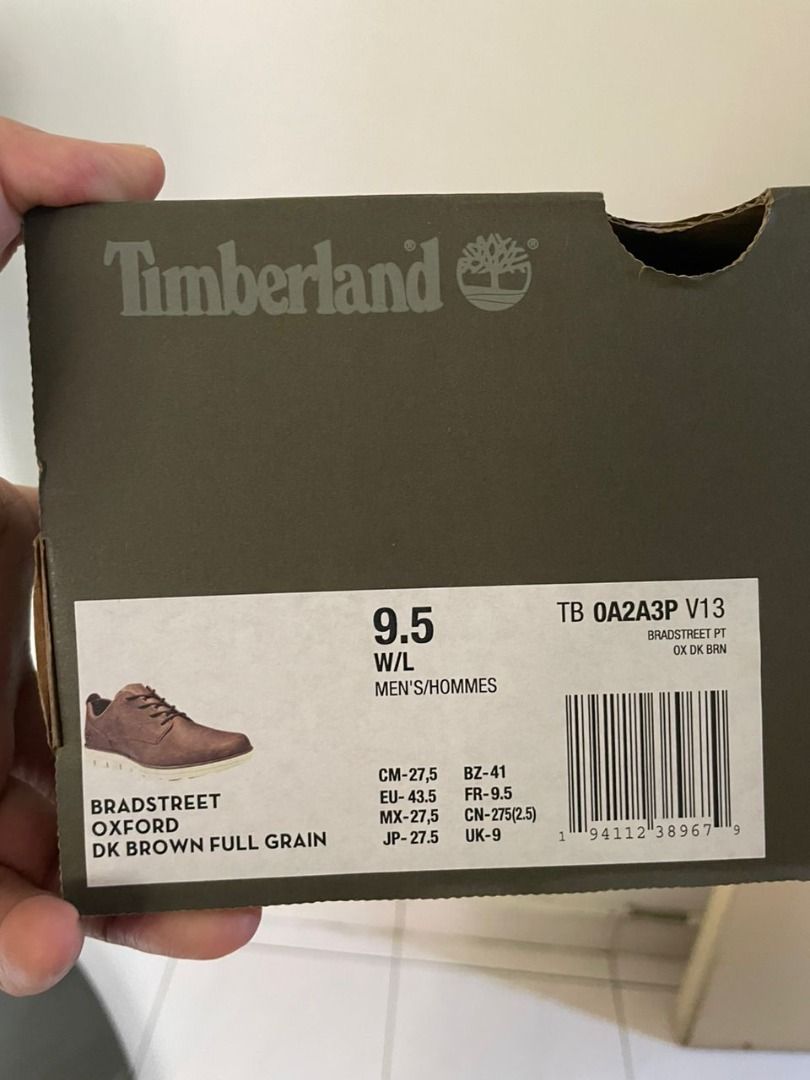 Timberland® ®
9.5
W/L
MEN'S/HOMMES
TB 0A2A3P V13
BRADSTREET PT
OX DK BRN
BRADSTREET
OXFORD
DK BROWN FULL GRAIN
CM-27,5 BZ-41
EU- 43.5 FR-9.5
MX-27,5 CN-275(2.5)
JP-27.5 UK-9
1 94112 38967 9